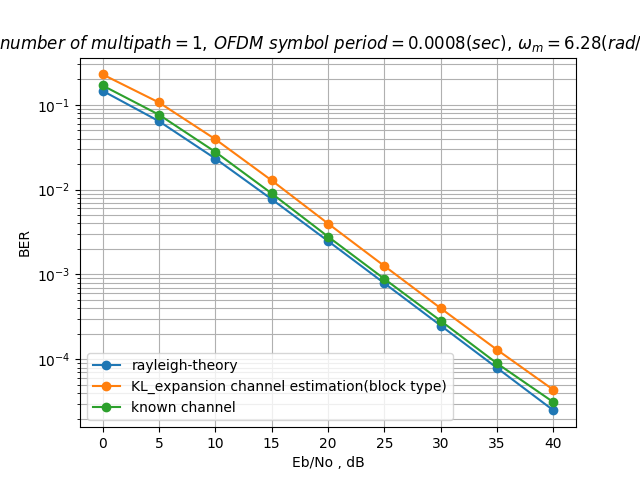 number of multipath = 1, OFDM symbol period = 0.0008(sec), ω_m = 6.28(rad/
10⁻¹
10⁻²
10⁻³
10⁻⁴
BER
rayleigh-theory
KL_expansion channel estimation(block type)
known channel
0 5 10 15 20 25 30 35 40
Eb/No , dB